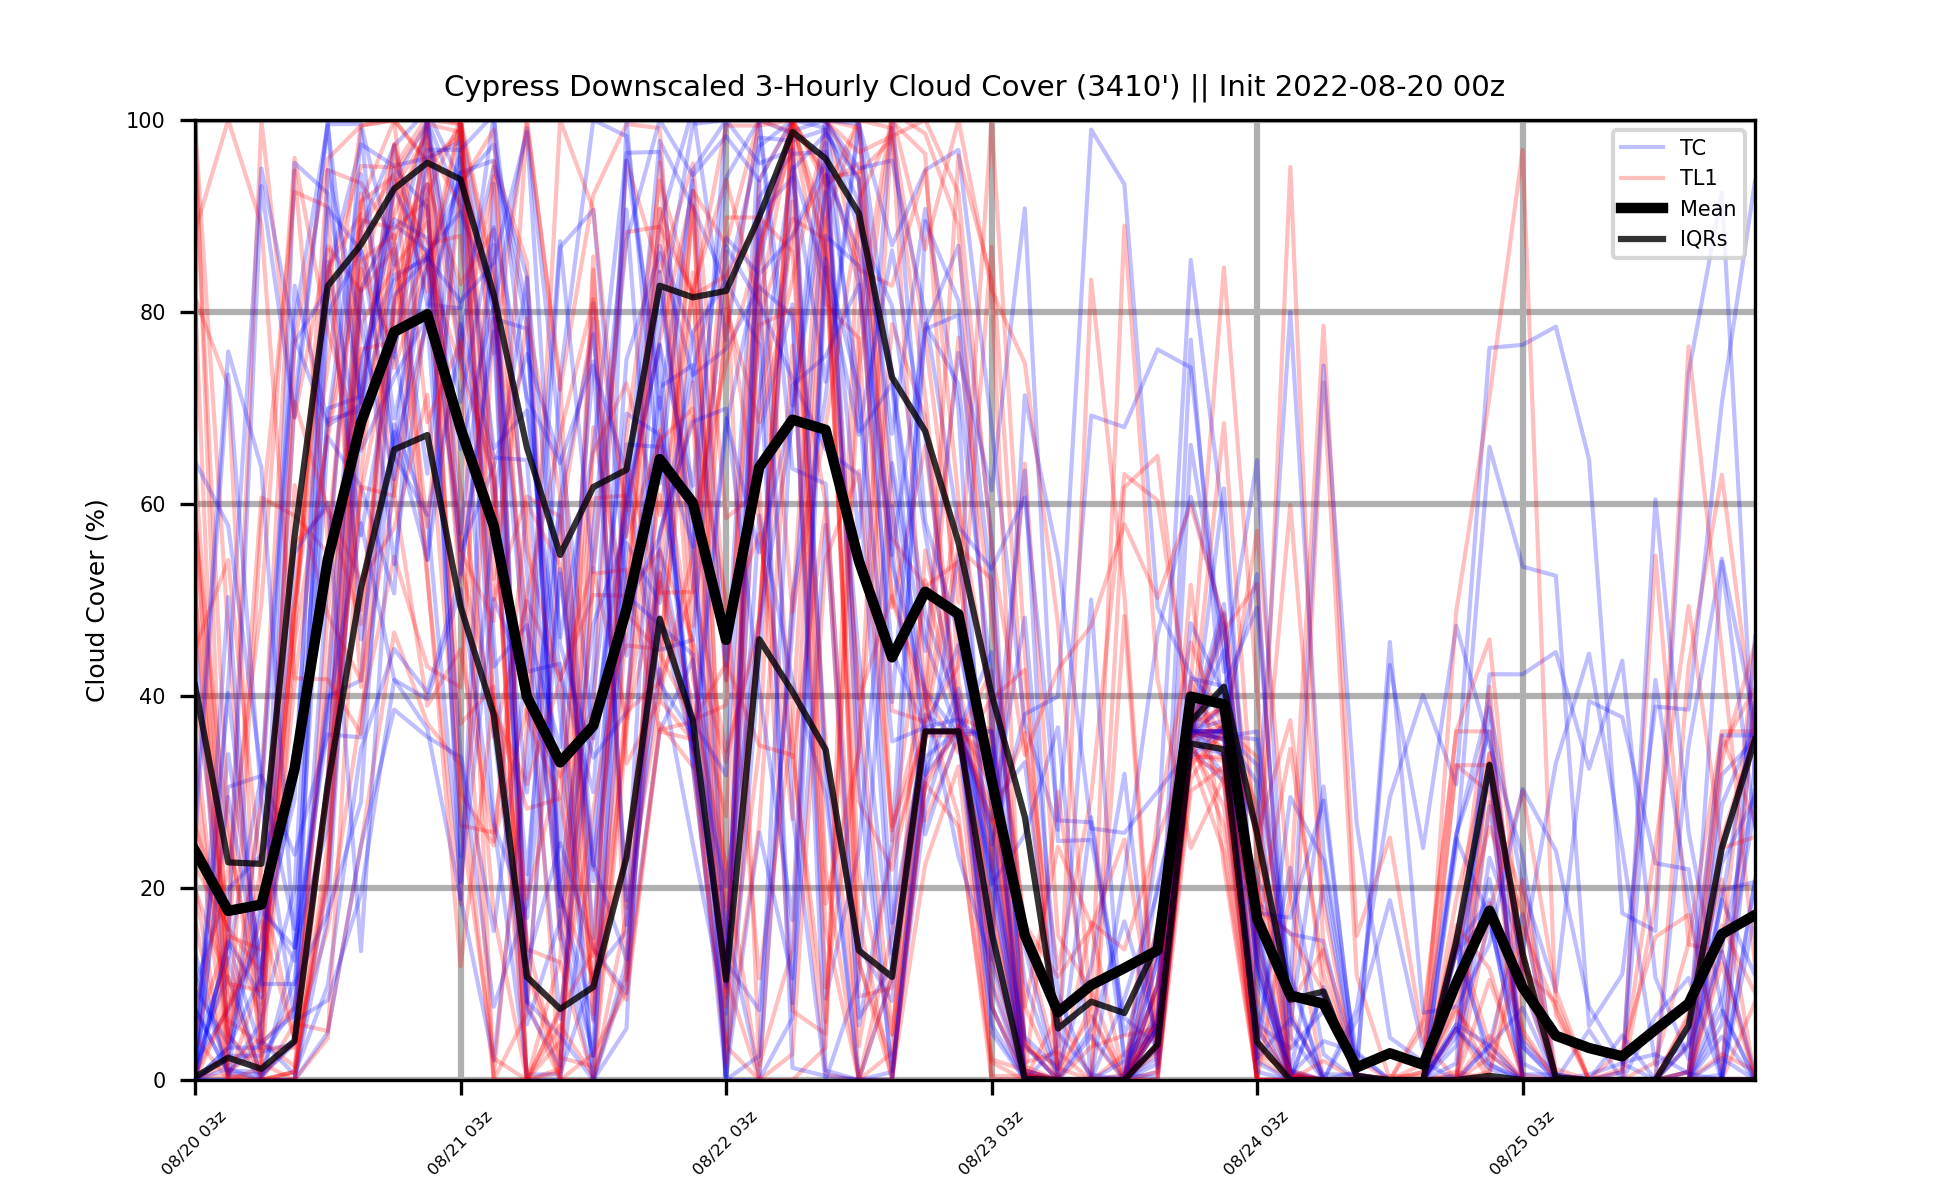 Cypress Downscaled 3-Hourly Cloud Cover (3410') || Init 2022-08-20 00z
TC
TL1
Mean
IQRs
Cloud Cover (%)
100
80
60
40
20
0
08/20 03z
08/21 03z
08/22 03z
08/23 03z
08/24 03z
08/25 03z